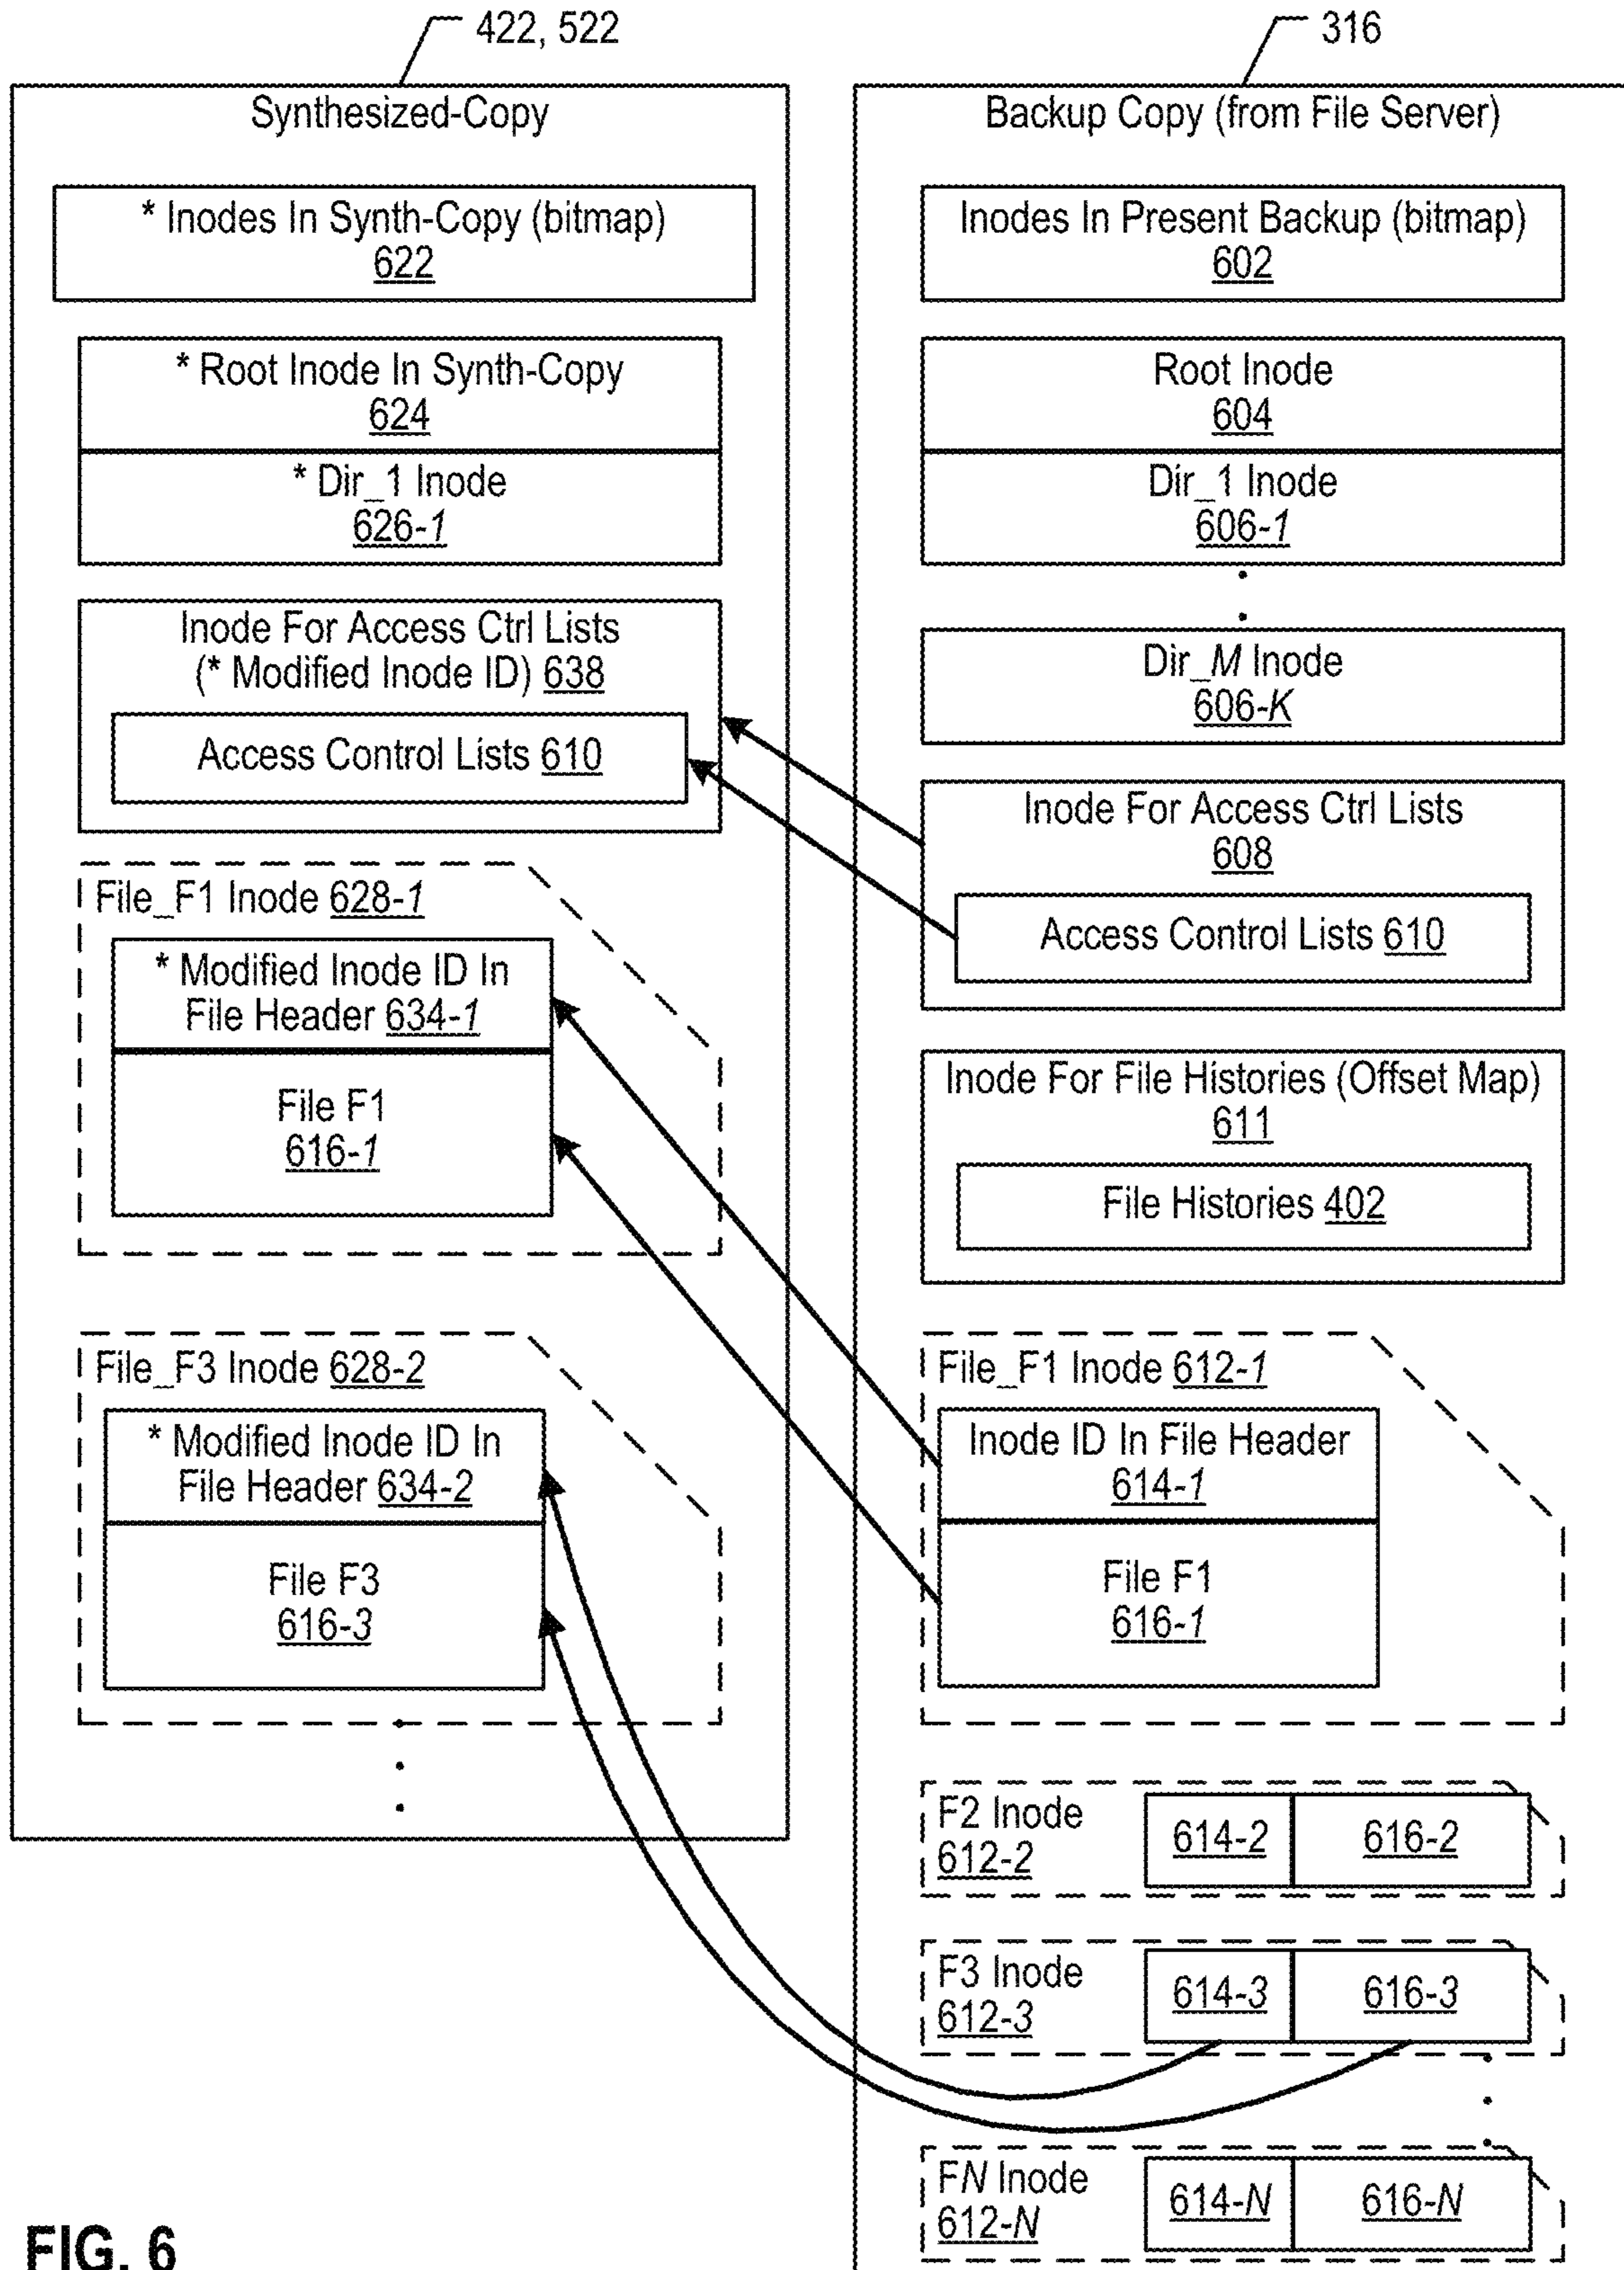 422, 522
Synthesized-Copy
* Inodes In Synth-Copy (bitmap)
622
* Root Inode In Synth-Copy
624
* Dir_1 Inode
626-1
Inode For Access Ctrl Lists
(* Modified Inode ID) 638
Access Control Lists 610
File_F1 Inode 628-1
* Modified Inode ID In
File Header 634-1
File F1
616-1
File_F3 Inode 628-2
* Modified Inode ID In
File Header 634-2
File F3
616-3
316
Backup Copy (from File Server)
Inodes In Present Backup (bitmap)
602
Root Inode
604
Dir_1 Inode
606-1
Dir_M Inode
606-K
Inode For Access Ctrl Lists
608
Access Control Lists 610
Inode For File Histories (Offset Map)
611
File Histories 402
File_F1 Inode 612-1
Inode ID In File Header
614-1
File F1
616-1
F2 Inode
612-2
614-2
616-2
F3 Inode
612-3
614-3
616-3
FN Inode
612-N
614-N
616-N
FIG. 6